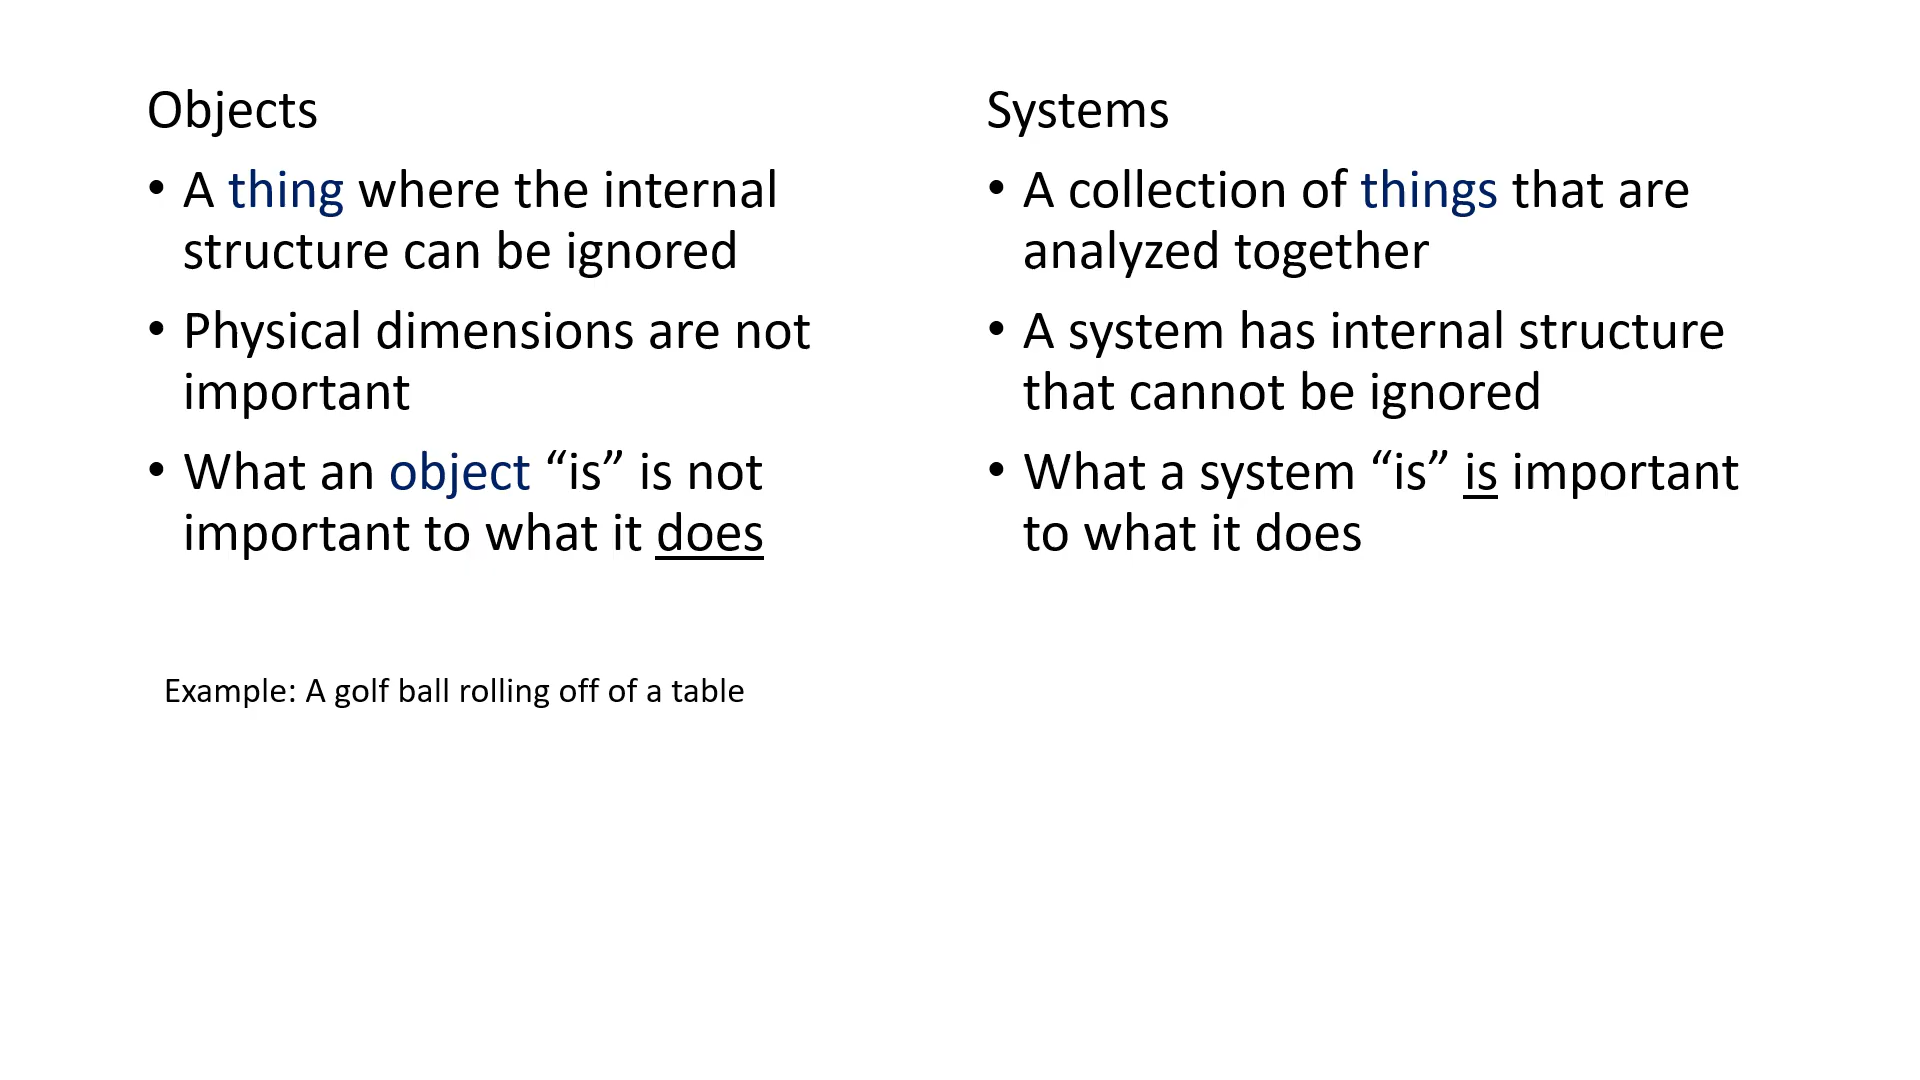 Objects
• A thing where the internal
structure can be ignored
• Physical dimensions are not
important
• What an object “is” is not
important to what it does
Example: A golf ball rolling off of a table
Systems
• A collection of things that are
analyzed together
• A system has internal structure
that cannot be ignored
• What a system “is” is important
to what it does